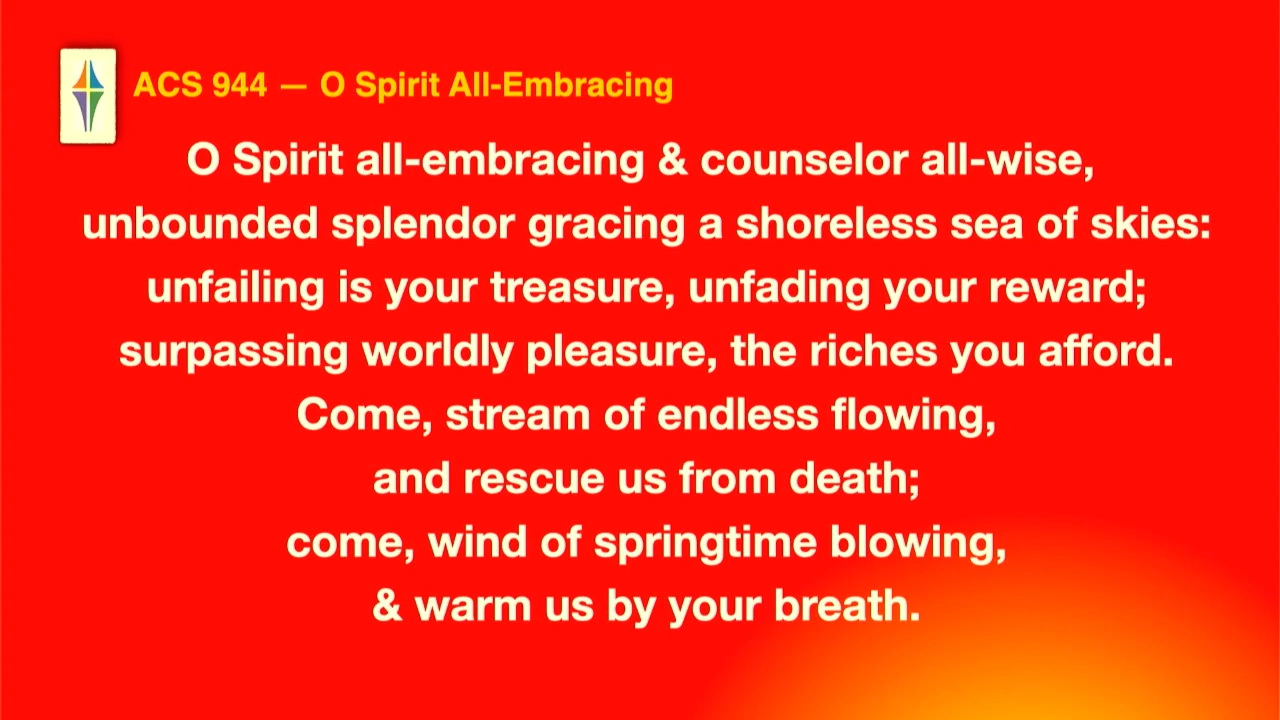 ACS 944 — O Spirit All-Embracing
O Spirit all-embracing & counselor all-wise,
unbounded splendor gracing a shoreless sea of skies:
unfailing is your treasure, unfading your reward;
surpassing worldly pleasure, the riches you afford.
Come, stream of endless flowing,
and rescue us from death;
come, wind of springtime blowing,
& warm us by your breath.